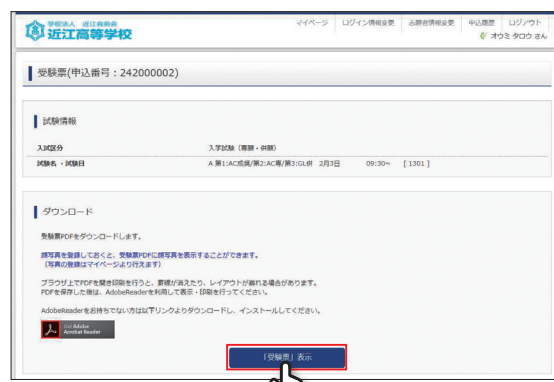 学校法人 近江育英会
近江高等学校
マイページ ログイン情報変更 志願者情報変更 申込履歴 ログアウト
オウミ タロウ さん
受験票(申込番号:242000002)
試験情報
入試区分 入学試験(専願・併願)
試験名・試験日 A 第1:AC成績/第2:AC専/第3:GL併 2月3日 09:30~ [ 1301 ]
ダウンロード
受験票PDFをダウンロードします。
顔写真を登録しておくと、受験票PDFに顔写真を表示することができます。
(写真の登録はマイページより行えます)
ブラウザ上でPDFを開き印刷を行うと、罫線が消えたり、レイアウトが崩れる場合があります。
PDFを保存した後は、AdobeReaderを利用して表示・印刷を行ってください。
AdobeReaderをお持ちでない方は以下リンクよりダウンロードし、インストールしてください。
Get Adobe
Acrobat Reader
「受験票」表示